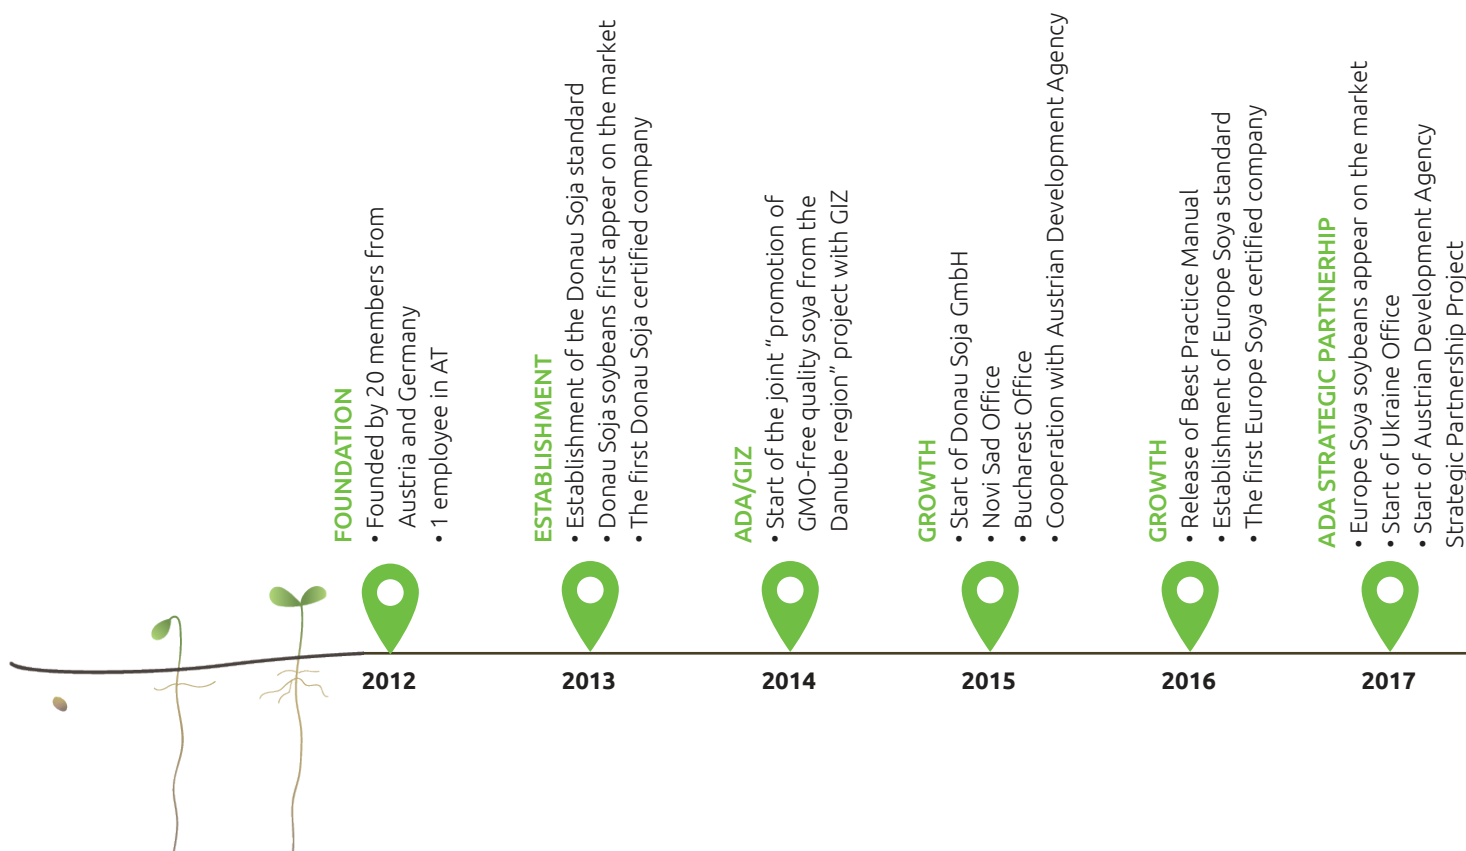 FOUNDATION
• Founded by 20 members from
Austria and Germany
• 1 employee in AT
2012
ESTABLISHMENT
• Establishment of the Donau Soja standard
• Donau Soja soybeans first appear on the market
• The first Donau Soja certified company
2013
ADA/GIZ
• Start of the joint “promotion of
GMO-free quality soya from the
Danube region” project with GIZ
2014
GROWTH
• Start of Donau Soja GmbH
• Novi Sad Office
• Bucharest Office
• Cooperation with Austrian Development Agency
2015
GROWTH
• Release of Best Practice Manual
• Establishment of Europe Soya standard
• The first Europe Soya certified company
2016
ADA STRATEGIC PARTNERHIP
• Europe Soya soybeans appear on the market
• Start of Ukraine Office
• Start of Austrian Development Agency
Strategic Partnership Project
2017